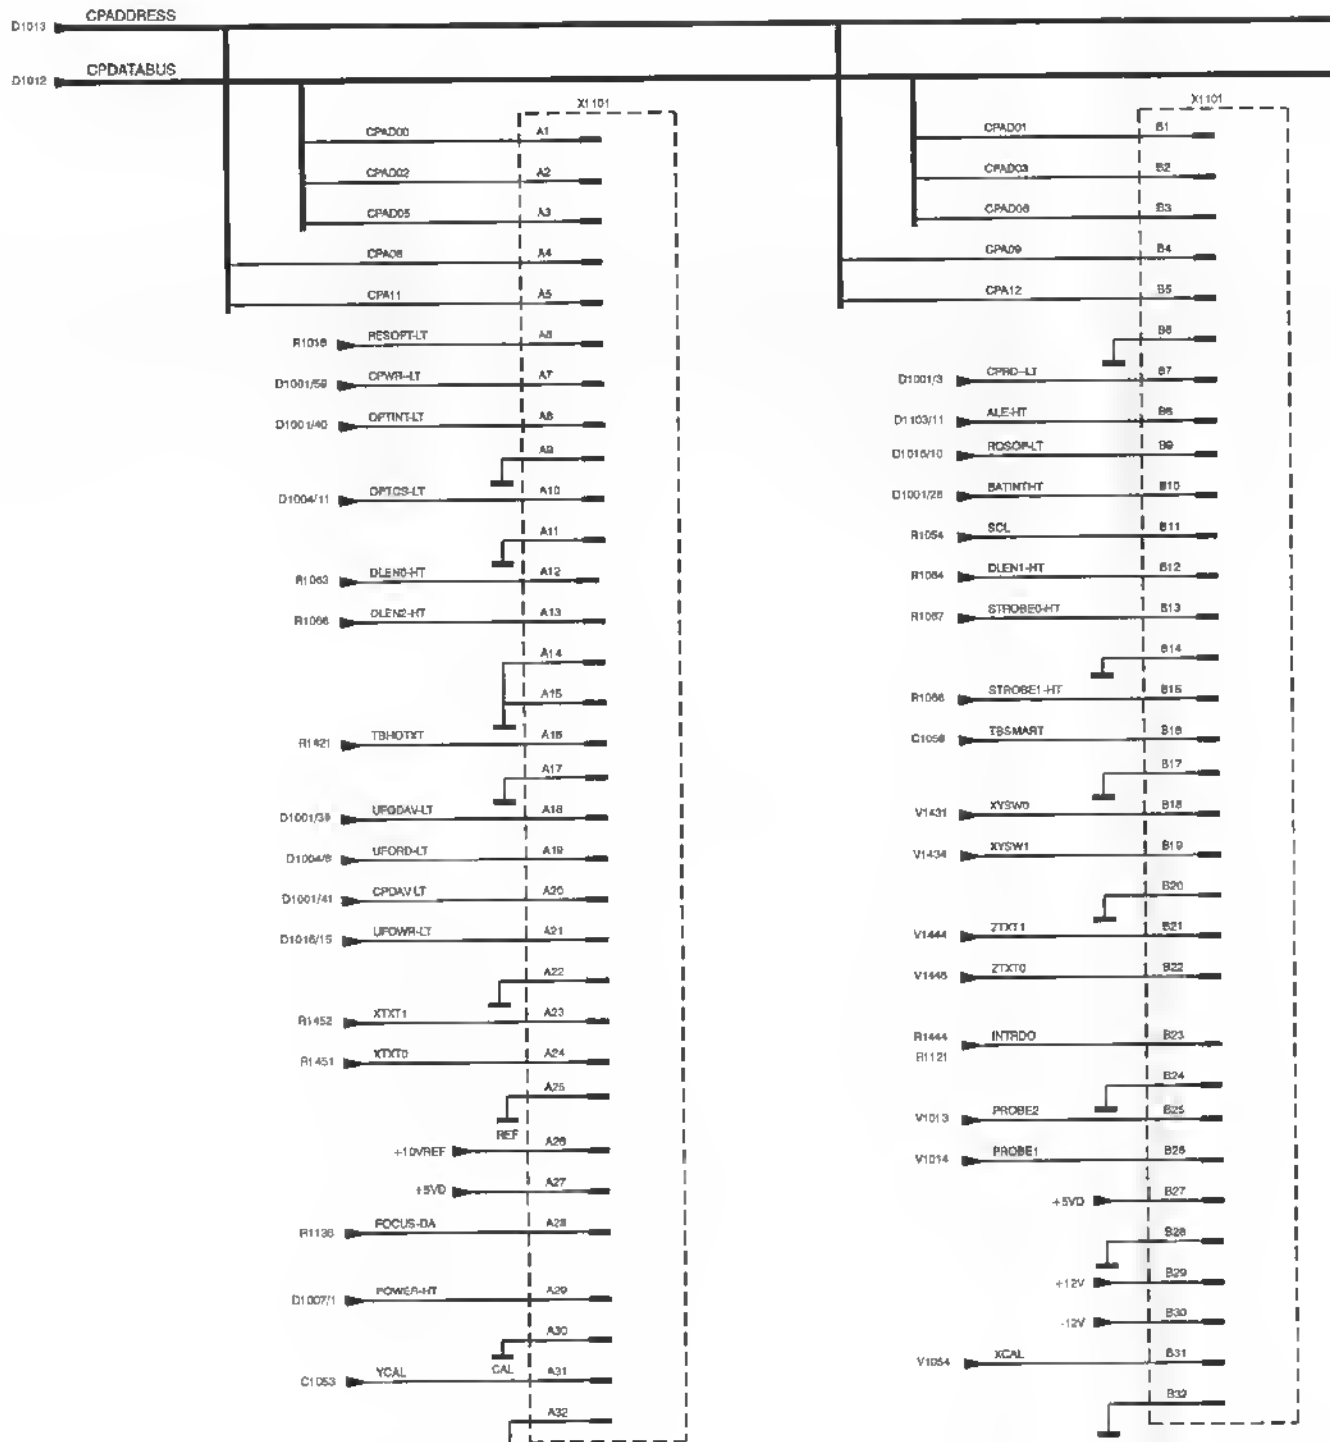 D1013 CPADDRESS
D1012 CPDATABUS
X1101
CPAD00 A1
CPAD02 A2
CPAD05 A3
CPA08 A4
CPA11 A5
R1018 RESOPT-LT A6
D1001/59 CPWR-LT A7
D1001/40 OPTINT-LT A8
A9
D1004/11 OPTCS-LT A10
A11
R1063 DLEN0-HT A12
R1066 DLEN2-HT A13
A14
A15
R1421 TBHOTXT A16
A17
D1001/39 UFODAV-LT A18
D1004/8 UFORD-LT A19
D1001/41 CPDAV-LT A20
D1016/15 UFOWR-LT A21
A22
R1452 XTXT1 A23
R1451 XTXT0 A24
A25
REF
+10VREF A26
+5VD A27
R1136 FOCUS-DA A28
D1007/1 POWER-HT A29
A30
CAL
C1053 YCAL A31
A32
X1101
CPAD01 B1
CPAD03 B2
CPAD06 B3
CPA09 B4
CPA12 B5
B6
D1001/3 CPRD-LT B7
D1103/11 ALE-HT B8
D1016/10 ROSOP-LT B9
D1001/28 BATINTHT B10
R1054 SCL B11
R1064 DLEN1-HT B12
R1067 STROBE0-HT B13
B14
R1066 STROBE1-HT B15
C1056 TBSMART B16
B17
V1431 XYSW0 B18
V1434 XYSW1 B19
B20
V1444 ZTXT1 B21
V1446 ZTXT0 B22
R1444 INTRDO B23
R1121
B24
V1013 PROBE2 B25
V1014 PROBE1 B26
+5VD B27
B28
+12V B29
-12V B30
V1054 XCAL B31
B32